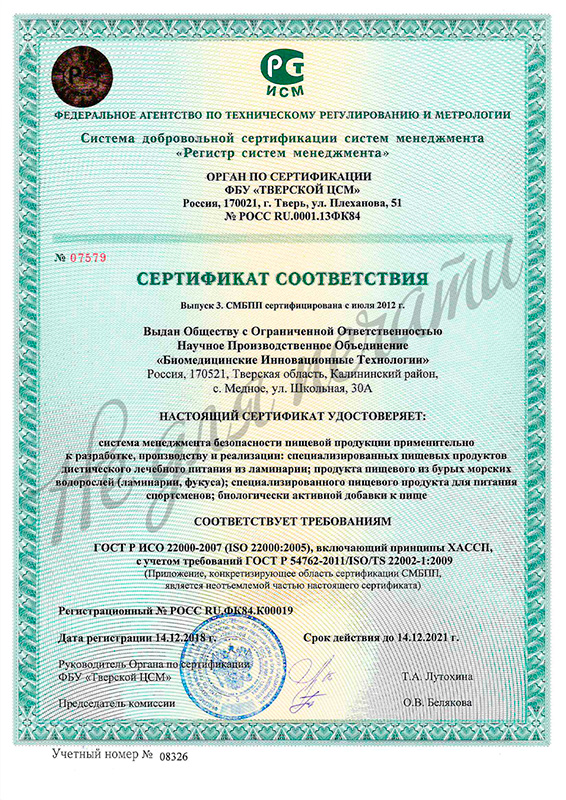 РСТ
ИСМ
ФЕДЕРАЛЬНОЕ АГЕНТСТВО ПО ТЕХНИЧЕСКОМУ РЕГУЛИРОВАНИЮ И МЕТРОЛОГИИ
Система добровольной сертификации систем менеджмента
«Регистр систем менеджмента»
ОРГАН ПО СЕРТИФИКАЦИИ
ФБУ «ТВЕРСКОЙ ЦСМ»
Россия, 170021, г. Тверь, ул. Плеханова, 51
№ РОСС RU.0001.13ФК84
№ 07579
СЕРТИФИКАТ СООТВЕТСТВИЯ
Выпуск 3. СМБПП сертифицирована с июля 2012 г.
Выдан Обществу с Ограниченной Ответственностью
Научное Производственное Объединение
«Биомедицинские Инновационные Технологии»
Россия, 170521, Тверская область, Калининский район,
с. Медное, ул. Школьная, 30А
НАСТОЯЩИЙ СЕРТИФИКАТ УДОСТОВЕРЯЕТ:
система менеджмента безопасности пищевой продукции применительно
к разработке, производству и реализации: специализированных пищевых продуктов
диетического лечебного питания из ламинарии; продукта пищевого из бурых морских
водорослей (ламинарии, фукуса); специализированного пищевого продукта для питания
спортсменов; биологически активной добавки к пище
СООТВЕТСТВУЕТ ТРЕБОВАНИЯМ
ГОСТ Р ИСО 22000-2007 (ISO 22000:2005), включающий принципы ХАССП,
с учетом требований ГОСТ Р 54762-2011/ISO/TS 22002-1:2009
(Приложение, конкретизирующее область сертификации СМБПП,
является неотъемлемой частью настоящего сертификата)
Регистрационный № РОСС RU.ФК84.К00019
Дата регистрации 14.12.2018 г. Срок действия до 14.12.2021 г.
Руководитель Органа по сертификации
ФБУ «Тверской ЦСМ» Т.А. Лутохина
Председатель комиссии О.В. Белякова
Учетный номер № 08326
Не для печати